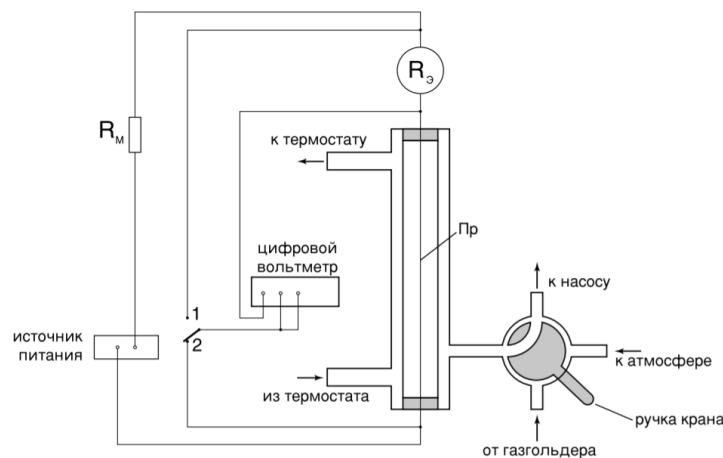 Rэ
Rм
к термостату
Пр
цифровой
вольтметр
к насосу
1
2
источник
питания
к атмосфере
из термостата
ручка крана
от газгольдера